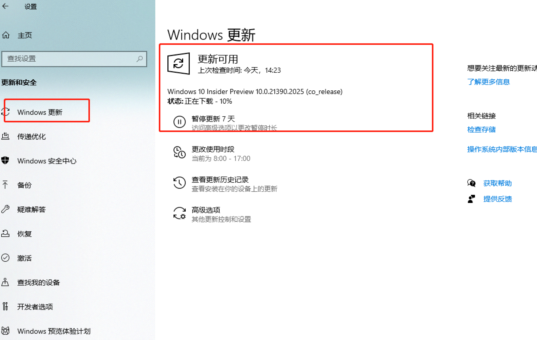 设置
主页
查找设置
更新和安全
Windows 更新
传递优化
Windows 安全中心
备份
疑难解答
恢复
激活
查找我的设备
开发者选项
Windows 预览体验计划
Windows 更新
更新可用
上次检查时间: 今天，14:23
Windows 10 Insider Preview 10.0.21390.2025 (co_release)
状态: 正在下载 - 10%
暂停更新 7 天
访问高级选项以更改暂停时长
更改使用时段
当前为 8:00 - 17:00
查看更新历史记录
查看安装在你的设备上的更新
高级选项
其他更新控制和设置
想要关注最新的更新动
了解更多信息
相关链接
检查存储
操作系统内部版本信息
获取帮助
提供反馈